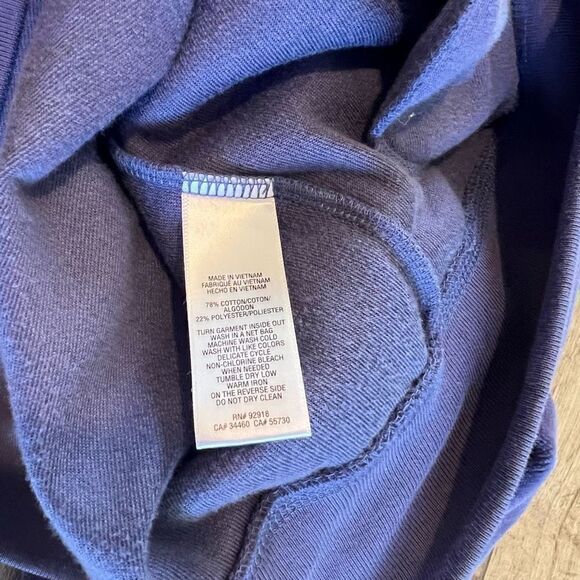 MADE IN VIETNAM
FABRIQUÉ AU VIETNAM
HECHO EN VIETNAM
78% COTTON/COTON/
ALGODON
22% POLYESTER/POLIESTER
TURN GARMENT INSIDE OUT
WASH IN A NET BAG
MACHINE WASH COLD
WASH WITH LIKE COLORS
DELICATE CYCLE
NON-CHLORINE BLEACH
WHEN NEEDED
TUMBLE DRY LOW
WARM IRON
ON THE REVERSE SIDE
DO NOT DRY CLEAN
RN# 92918
CA# 34460 CA# 55730